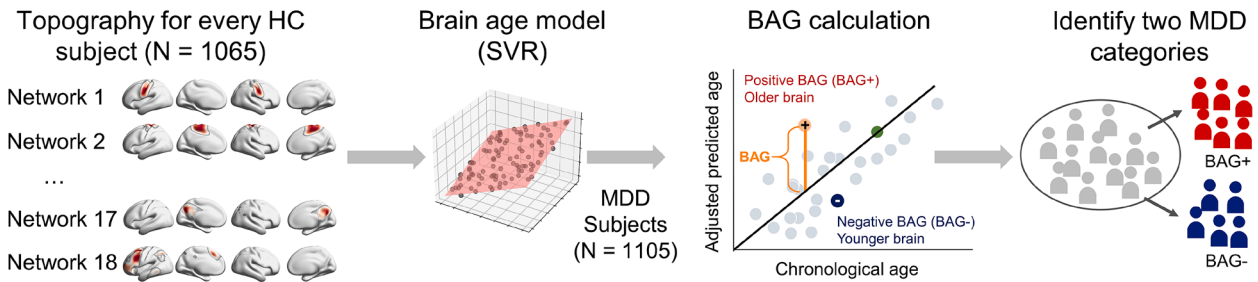 Topography for every HC
subject (N = 1065)
Network 1
Network 2
...
Network 17
Network 18
Brain age model
(SVR)
MDD
Subjects
(N = 1105)
BAG calculation
Adjusted predicted age
Positive BAG (BAG+)
Older brain
+
BAG
-
Negative BAG (BAG-)
Younger brain
Chronological age
Identify two MDD
categories
BAG+
BAG-